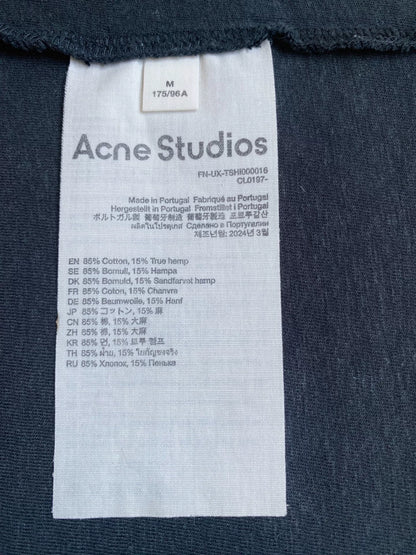 M
175/96A
Acne Studios
FN-UX-TSHI000016
CL0197-
Made in Portugal Fabriqué au Portugal
Hergestellt in Portugal Fremstillet i Portugal
ポルトガル製 葡萄牙制造 葡萄牙製造 포르투갈산
ผลิตในโปรตุเกส Сделано в Португалии
제조년월: 2024년 3월
EN 85% Cotton, 15% True hemp
SE 85% Bomull, 15% Hampa
DK 85% Bomuld, 15% Sandfarvet hemp
FR 85% Coton, 15% Chanvre
DE 85% Baumwolle, 15% Hanf
JP 85% コットン, 15% 麻
CN 85% 棉, 15% 大麻
ZH 85% 棉, 15% 大麻
KR 85% 면, 15% 트루 헴프
TH 85% ฝ้าย, 15% ใยกัญชงจริง
RU 85% Хлопок, 15% Пенька